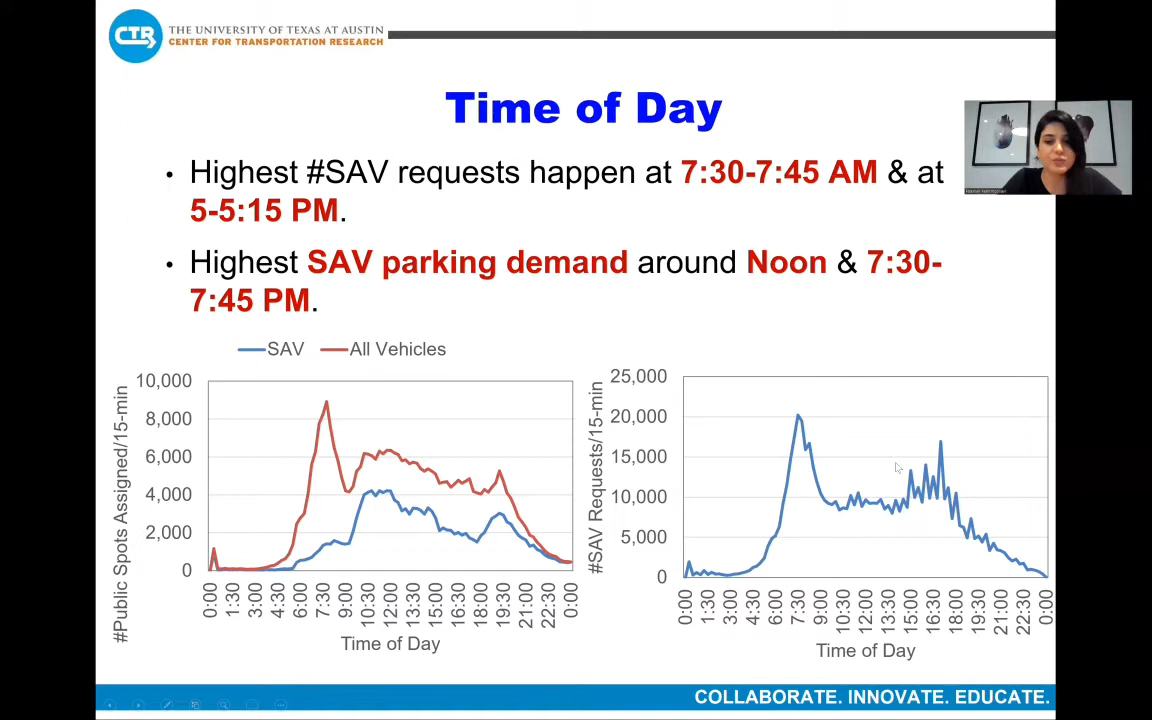 CTR
THE UNIVERSITY OF TEXAS AT AUSTIN
CENTER FOR TRANSPORTATION RESEARCH
Time of Day
• Highest #SAV requests happen at 7:30-7:45 AM & at
5-5:15 PM.
• Highest SAV parking demand around Noon & 7:30-
7:45 PM.
SAV All Vehicles
#Public Spots Assigned/15-min
10,000
8,000
6,000
4,000
2,000
0
0:00 1:30 3:00 4:30 6:00 7:30 9:00 10:30 12:00 13:30 15:00 16:30 18:00 19:30 21:00 22:30 0:00
Time of Day
#SAV Requests/15-min
25,000
20,000
15,000
10,000
5,000
0
0:00 1:30 3:00 4:30 6:00 7:30 9:00 10:30 12:00 13:30 15:00 16:30 18:00 19:30 21:00 22:30 0:00
Time of Day
COLLABORATE. INNOVATE. EDUCATE.